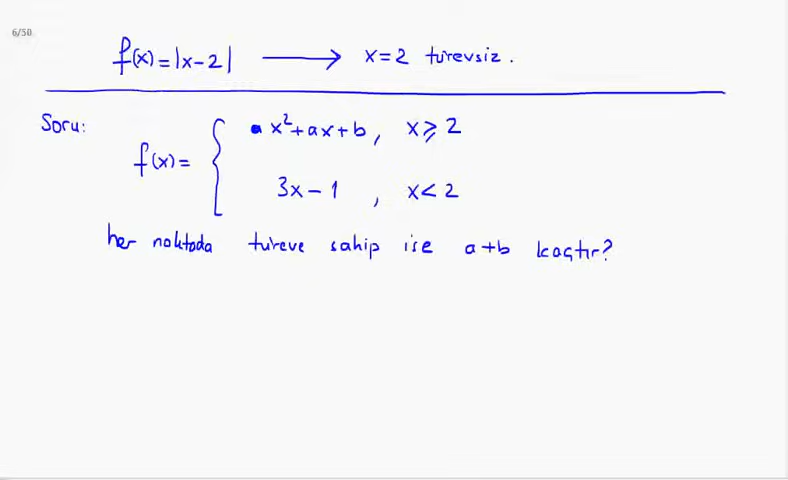 6/50
f(x)=|x-2| ⟶ x=2 türevsiz.
Soru:
x²+ax+b, x⩾2
f(x)={
3x-1, x<2
her noktada türeve sahip ise a+b kaçtır?